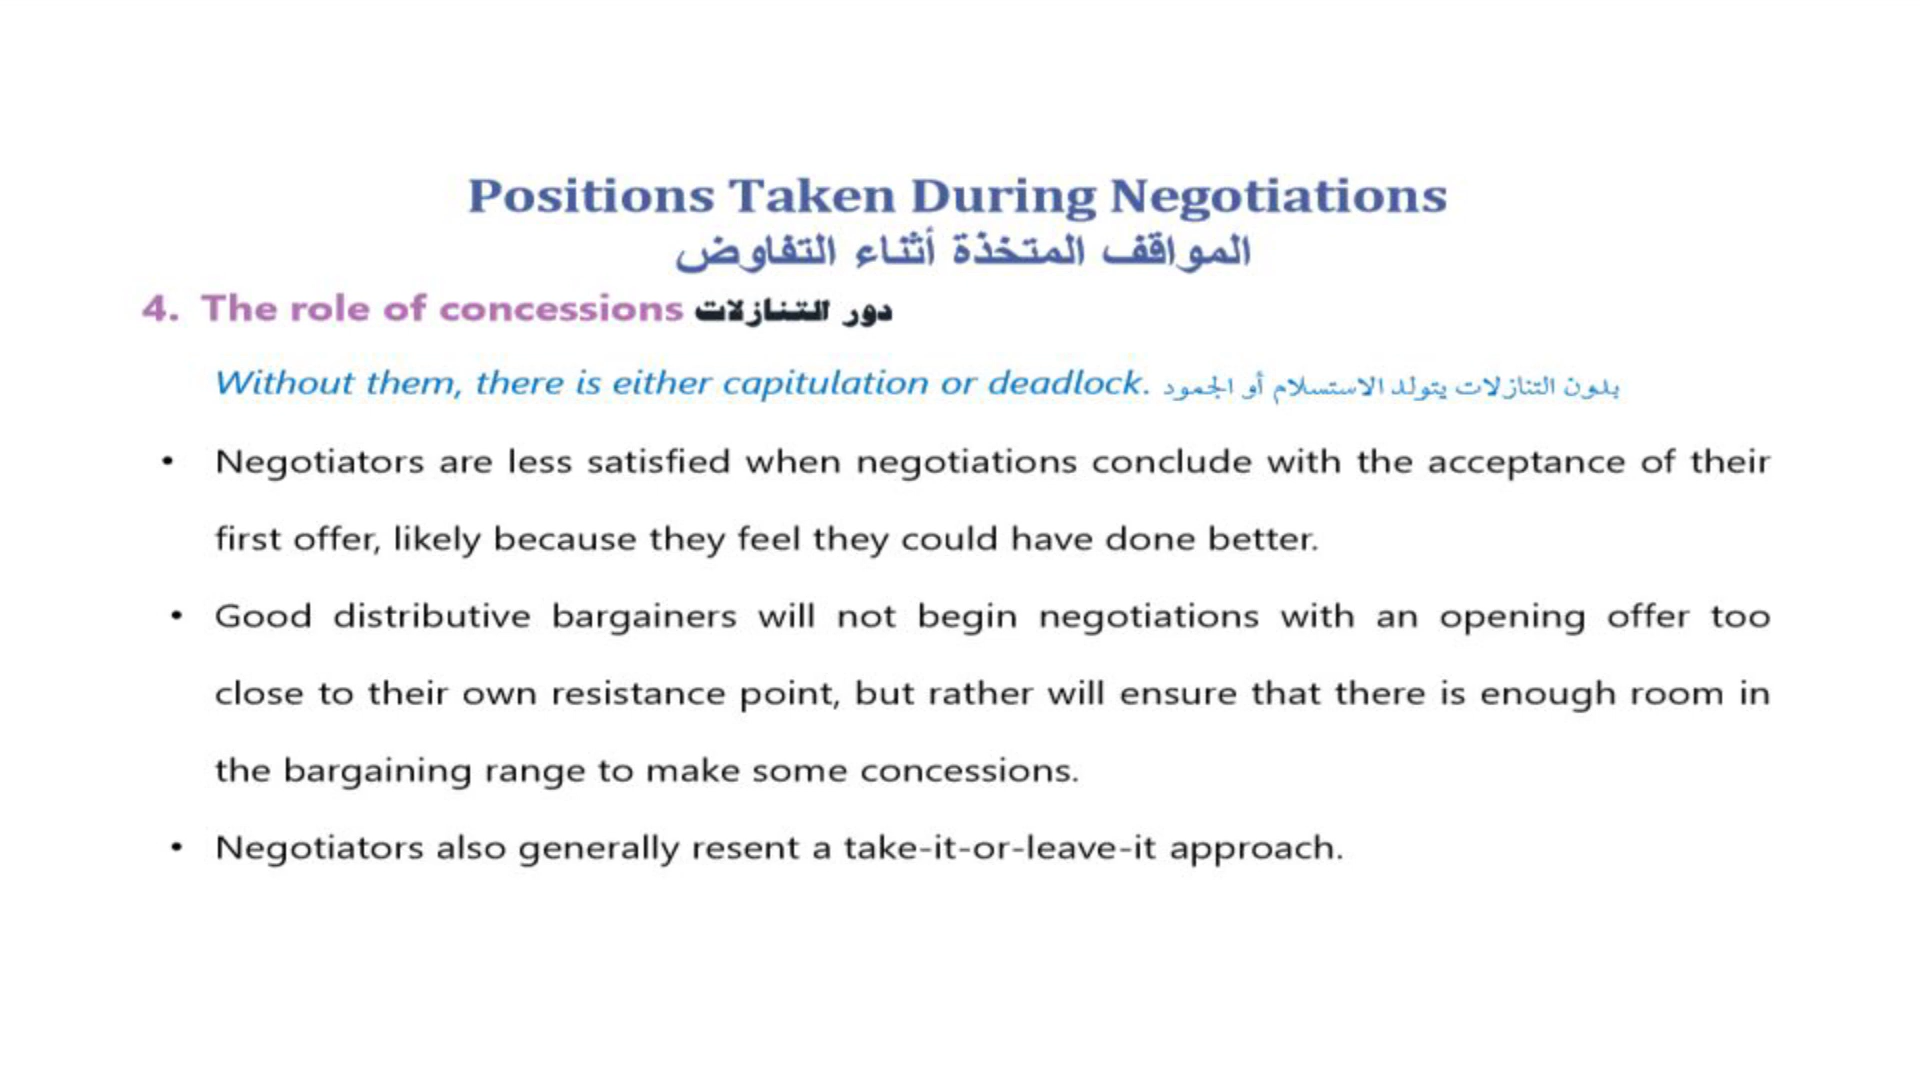 Positions Taken During Negotiations
المواقف المتخذة أثناء التفاوض
4. The role of concessions دور التنازلات
Without them, there is either capitulation or deadlock. بدون التنازلات يتولد الاستسلام أو الجمود
• Negotiators are less satisfied when negotiations conclude with the acceptance of their
first offer, likely because they feel they could have done better.
• Good distributive bargainers will not begin negotiations with an opening offer too
close to their own resistance point, but rather will ensure that there is enough room in
the bargaining range to make some concessions.
• Negotiators also generally resent a take-it-or-leave-it approach.